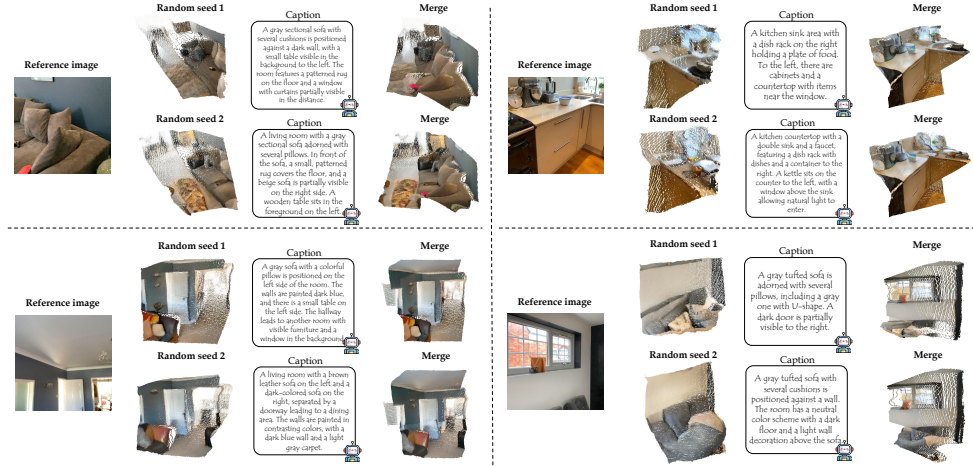 Random seed 1
Caption
Merge
Reference image
A gray sectional sofa with
several cushions is positioned
against a dark wall, with a
small table visible in the
background to the left. The
room features a patterned rug
on the floor and a window
with curtains partially visible
in the distance.
Random seed 2
Caption
Merge
A living room with a gray
sectional sofa adorned with
several pillows. In front of
the sofa, a small, patterned
rug covers the floor, and a
beige sofa is partially visible
on the right side. A
wooden table sits in the
foreground on the left.
Random seed 1
Caption
Merge
Reference image
A kitchen sink area with
a dish rack on the right
holding a plate of food.
To the left, there are
cabinets and a
countertop with items
near the window.
Random seed 2
Caption
Merge
A kitchen countertop with a
double sink and a faucet,
featuring a dish rack with
dishes and a container to the
right. A kettle sits on the
counter to the left, with a
window above the sink
allowing natural light to
enter.
Random seed 1
Caption
Merge
Reference image
A gray sofa with a colorful
pillow is positioned on the
left side of the room. The
walls are painted dark blue,
and there is a small table on
the left side. The hallway
leads to another room with
visible furniture and a
window in the background.
Random seed 2
Caption
Merge
A living room with a brown
leather sofa on the left and a
dark-colored sofa on the
right, separated by a
doorway leading to a dining
area. The walls are painted in
contrasting colors, with a
dark blue wall and a light
gray carpet.
Random seed 1
Caption
Merge
Reference image
A gray tufted sofa is
adorned with several
pillows, including a gray
one with U-shape. A
dark door is partially
visible to the right.
Random seed 2
Caption
Merge
A gray tufted sofa with
several cushions is
positioned against a wall.
The room has a neutral
color scheme with a dark
floor and a light wall
decoration above the sofa.